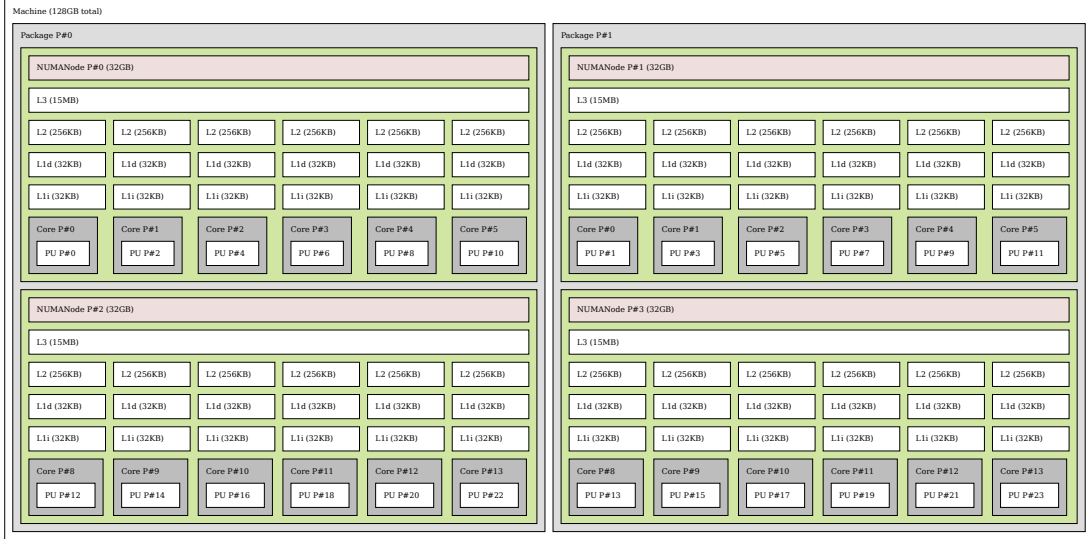 Machine (128GB total)
Package P#0
NUMANode P#0 (32GB)
L3 (15MB)
L2 (256KB) L2 (256KB) L2 (256KB) L2 (256KB) L2 (256KB) L2 (256KB)
L1d (32KB) L1d (32KB) L1d (32KB) L1d (32KB) L1d (32KB) L1d (32KB)
L1i (32KB) L1i (32KB) L1i (32KB) L1i (32KB) L1i (32KB) L1i (32KB)
Core P#0 Core P#1 Core P#2 Core P#3 Core P#4 Core P#5
PU P#0 PU P#2 PU P#4 PU P#6 PU P#8 PU P#10
NUMANode P#2 (32GB)
L3 (15MB)
L2 (256KB) L2 (256KB) L2 (256KB) L2 (256KB) L2 (256KB) L2 (256KB)
L1d (32KB) L1d (32KB) L1d (32KB) L1d (32KB) L1d (32KB) L1d (32KB)
L1i (32KB) L1i (32KB) L1i (32KB) L1i (32KB) L1i (32KB) L1i (32KB)
Core P#8 Core P#9 Core P#10 Core P#11 Core P#12 Core P#13
PU P#12 PU P#14 PU P#16 PU P#18 PU P#20 PU P#22
Package P#1
NUMANode P#1 (32GB)
L3 (15MB)
L2 (256KB) L2 (256KB) L2 (256KB) L2 (256KB) L2 (256KB) L2 (256KB)
L1d (32KB) L1d (32KB) L1d (32KB) L1d (32KB) L1d (32KB) L1d (32KB)
L1i (32KB) L1i (32KB) L1i (32KB) L1i (32KB) L1i (32KB) L1i (32KB)
Core P#0 Core P#1 Core P#2 Core P#3 Core P#4 Core P#5
PU P#1 PU P#3 PU P#5 PU P#7 PU P#9 PU P#11
NUMANode P#3 (32GB)
L3 (15MB)
L2 (256KB) L2 (256KB) L2 (256KB) L2 (256KB) L2 (256KB) L2 (256KB)
L1d (32KB) L1d (32KB) L1d (32KB) L1d (32KB) L1d (32KB) L1d (32KB)
L1i (32KB) L1i (32KB) L1i (32KB) L1i (32KB) L1i (32KB) L1i (32KB)
Core P#8 Core P#9 Core P#10 Core P#11 Core P#12 Core P#13
PU P#13 PU P#15 PU P#17 PU P#19 PU P#21 PU P#23